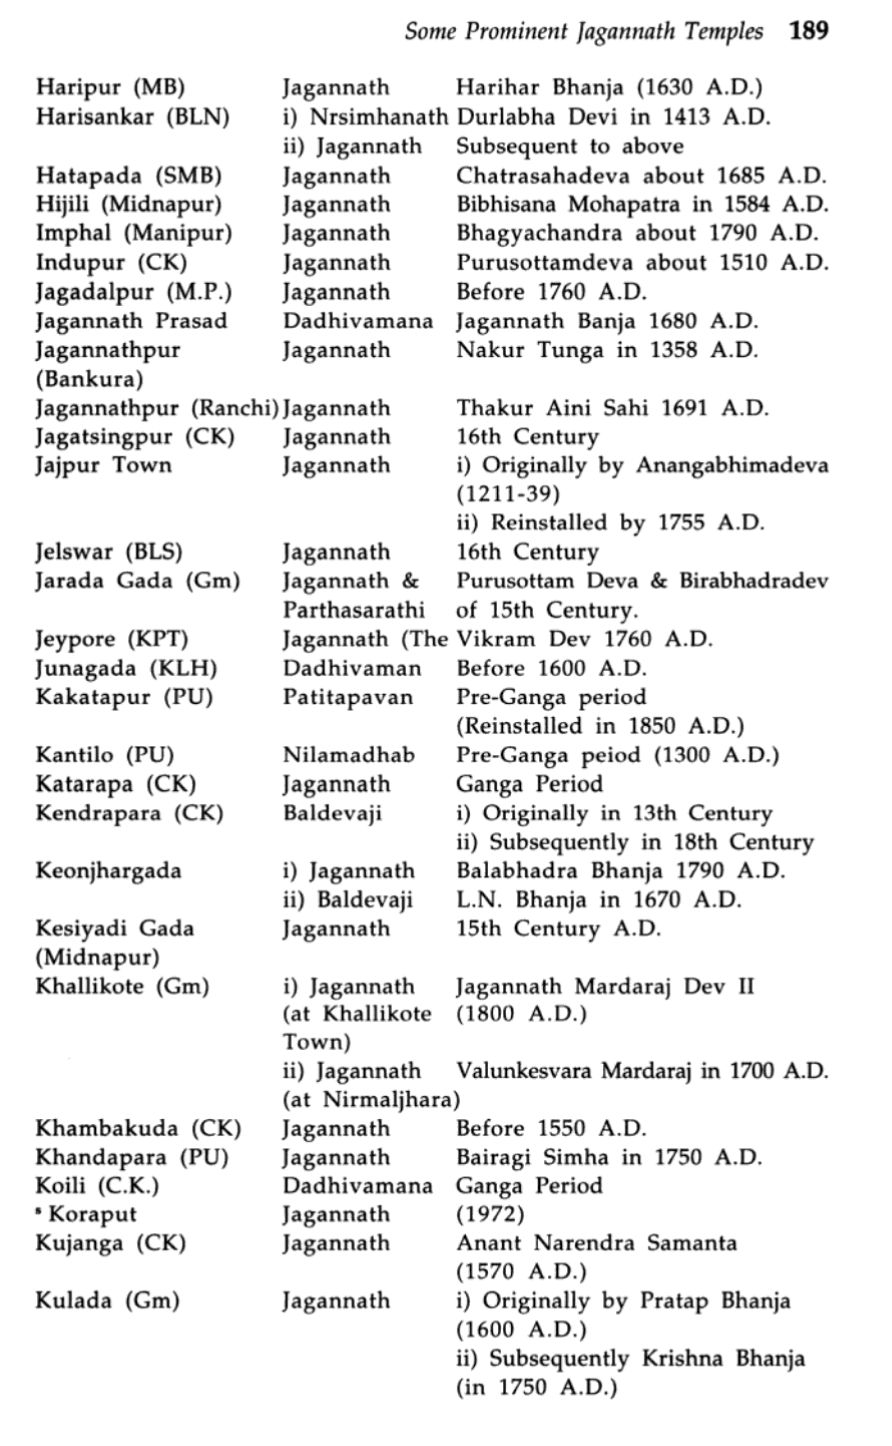 Some Prominent Jagannath Temples 189
Haripur (MB) Jagannath Harihar Bhanja (1630 A.D.)
Harisankar (BLN) i) Nrsimhanath Durlabha Devi in 1413 A.D.
ii) Jagannath Subsequent to above
Hatapada (SMB) Jagannath Chatrasahadeva about 1685 A.D.
Hijili (Midnapur) Jagannath Bibhisana Mohapatra in 1584 A.D.
Imphal (Manipur) Jagannath Bhagyachandra about 1790 A.D.
Indupur (CK) Jagannath Purusottamdeva about 1510 A.D.
Jagadalpur (M.P.) Jagannath Before 1760 A.D.
Jagannath Prasad Dadhivamana Jagannath Banja 1680 A.D.
Jagannathpur Jagannath Nakur Tunga in 1358 A.D.
(Bankura)
Jagannathpur (Ranchi) Jagannath Thakur Aini Sahi 1691 A.D.
Jagatsingpur (CK) Jagannath 16th Century
Jajpur Town Jagannath i) Originally by Anangabhimadeva
(1211-39)
ii) Reinstalled by 1755 A.D.
Jelswar (BLS) Jagannath 16th Century
Jarada Gada (Gm) Jagannath & Purusottam Deva & Birabhadradev
Parthasarathi of 15th Century.
Jeypore (KPT) Jagannath (The Vikram Dev 1760 A.D.
Junagada (KLH) Dadhivaman Before 1600 A.D.
Kakatapur (PU) Patitapavan Pre-Ganga period
(Reinstalled in 1850 A.D.)
Kantilo (PU) Nilamadhab Pre-Ganga peiod (1300 A.D.)
Katarapa (CK) Jagannath Ganga Period
Kendrapara (CK) Baldevaji i) Originally in 13th Century
ii) Subsequently in 18th Century
Keonjhargada i) Jagannath Balabhadra Bhanja 1790 A.D.
ii) Baldevaji L.N. Bhanja in 1670 A.D.
Kesiyadi Gada Jagannath 15th Century A.D.
(Midnapur)
Khallikote (Gm) i) Jagannath Jagannath Mardaraj Dev II
(at Khallikote (1800 A.D.)
Town)
ii) Jagannath Valunkesvara Mardaraj in 1700 A.D.
(at Nirmaljhara)
Khambakuda (CK) Jagannath Before 1550 A.D.
Khandapara (PU) Jagannath Bairagi Simha in 1750 A.D.
Koili (C.K.) Dadhivamana Ganga Period
Koraput Jagannath (1972)
Kujanga (CK) Jagannath Anant Narendra Samanta
(1570 A.D.)
Kulada (Gm) Jagannath i) Originally by Pratap Bhanja
(1600 A.D.)
ii) Subsequently Krishna Bhanja
(in 1750 A.D.)